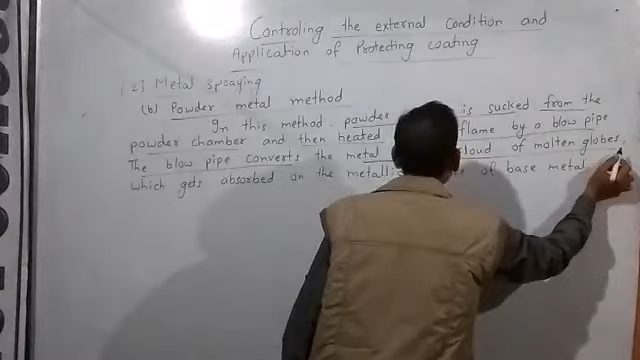 Controling the external Condition and
Application of Protecting coating
(2) Metal spraying
(b) Powder metal method
In this method. powder is sucked from the
powder chamber and then heated flame by a blow pipe
The blow pipe converts the metal cloud of molten globes.
which gets absorbed on the of base metal